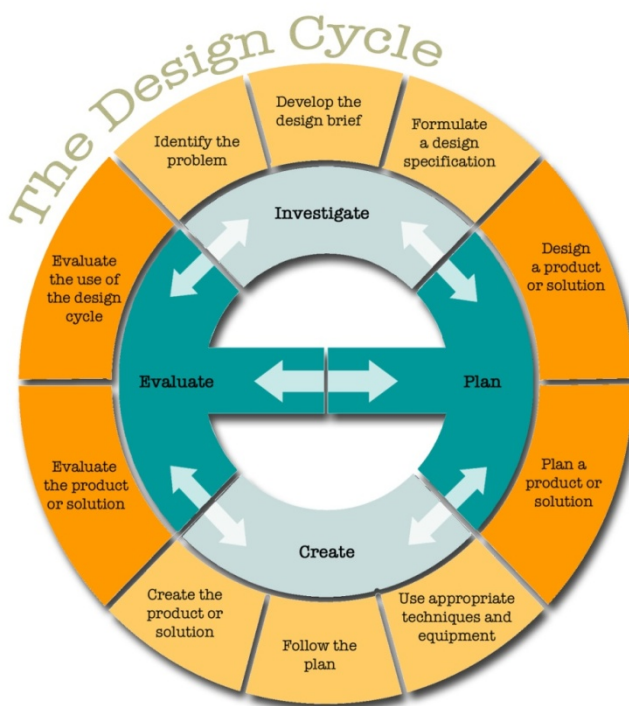 The Design Cycle
Identify the
problem
Develop the
design brief
Formulate
a design
specification
Investigate
Evaluate
the use of
the design
cycle
Design
a product
or solution
Evaluate
Plan
Evaluate
the product
or solution
Plan a
product or
solution
Create
Create the
product or
solution
Follow the
plan
Use appropriate
techniques and
equipment